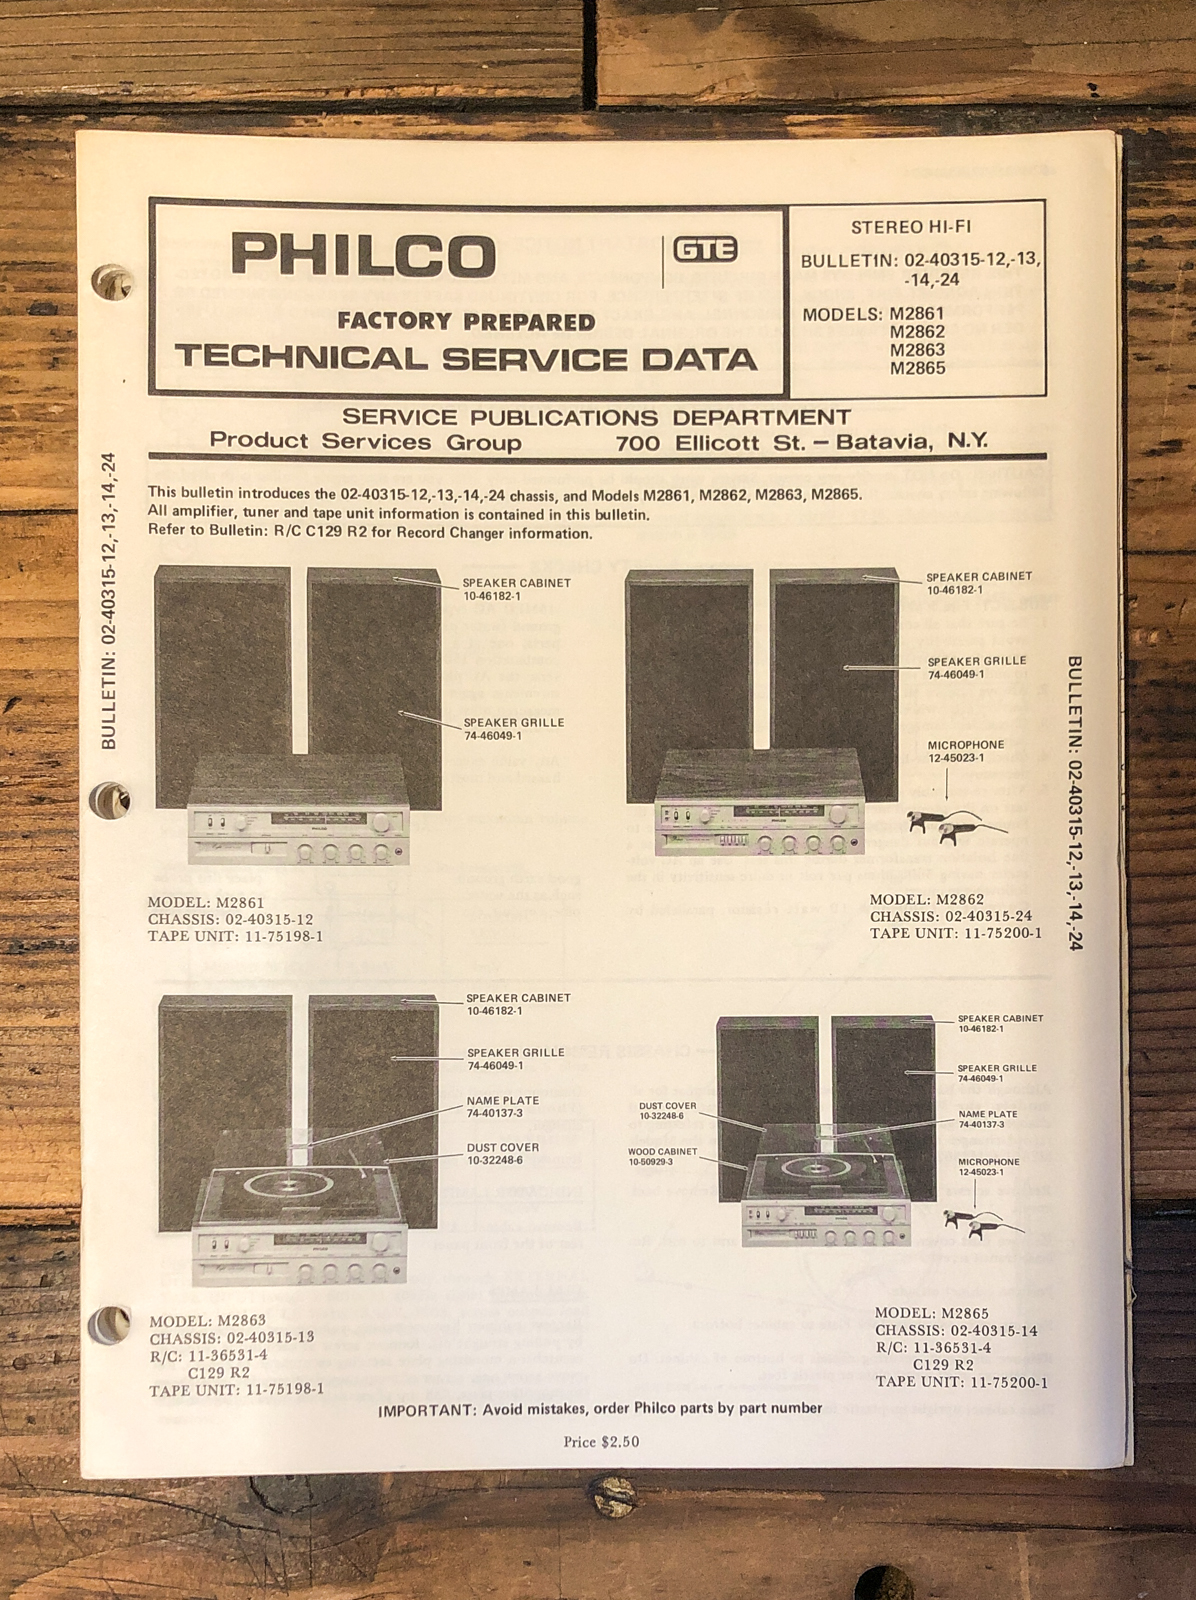 PHILCO
GTE
FACTORY PREPARED
TECHNICAL SERVICE DATA
STEREO HI-FI
BULLETIN: 02-40315-12,-13,
-14,-24
MODELS: M2861
M2862
M2863
M2865
SERVICE PUBLICATIONS DEPARTMENT
Product Services Group 700 Ellicott St. – Batavia, N.Y.
BULLETIN: 02-40315-12,-13,-14,-24
This bulletin introduces the 02-40315-12,-13,-14,-24 chassis, and Models M2861, M2862, M2863, M2865.
All amplifier, tuner and tape unit information is contained in this bulletin.
Refer to Bulletin: R/C C129 R2 for Record Changer information.
SPEAKER CABINET
10-46182-1
SPEAKER GRILLE
74-46049-1
MODEL: M2861
CHASSIS: 02-40315-12
TAPE UNIT: 11-75198-1
SPEAKER CABINET
10-46182-1
SPEAKER GRILLE
74-46049-1
MICROPHONE
12-45023-1
MODEL: M2862
CHASSIS: 02-40315-24
TAPE UNIT: 11-75200-1
BULLETIN: 02-40315-12,-13,-14,-24
SPEAKER CABINET
10-46182-1
SPEAKER GRILLE
74-46049-1
NAME PLATE
74-40137-3
DUST COVER
10-32248-6
MODEL: M2863
CHASSIS: 02-40315-13
R/C: 11-36531-4
C129 R2
TAPE UNIT: 11-75198-1
SPEAKER CABINET
10-46182-1
SPEAKER GRILLE
74-46049-1
DUST COVER
10-32248-6
NAME PLATE
74-40137-3
WOOD CABINET
10-50929-3
MICROPHONE
12-45023-1
MODEL: M2865
CHASSIS: 02-40315-14
R/C: 11-36531-4
C129 R2
TAPE UNIT: 11-75200-1
IMPORTANT: Avoid mistakes, order Philco parts by part number
Price $2.50